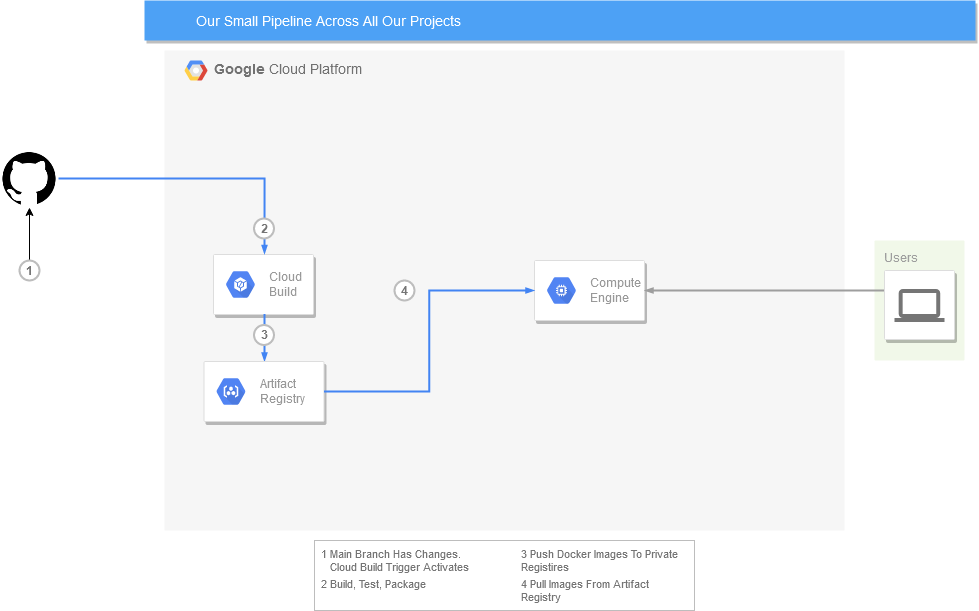 Our Small Pipeline Across All Our Projects
Google Cloud Platform
2
Cloud
Build
1
3
4
Compute
Engine
Users
Artifact
Registry
1 Main Branch Has Changes.
Cloud Build Trigger Activates
2 Build, Test, Package
3 Push Docker Images To Private
Registires
4 Pull Images From Artifact
Registry